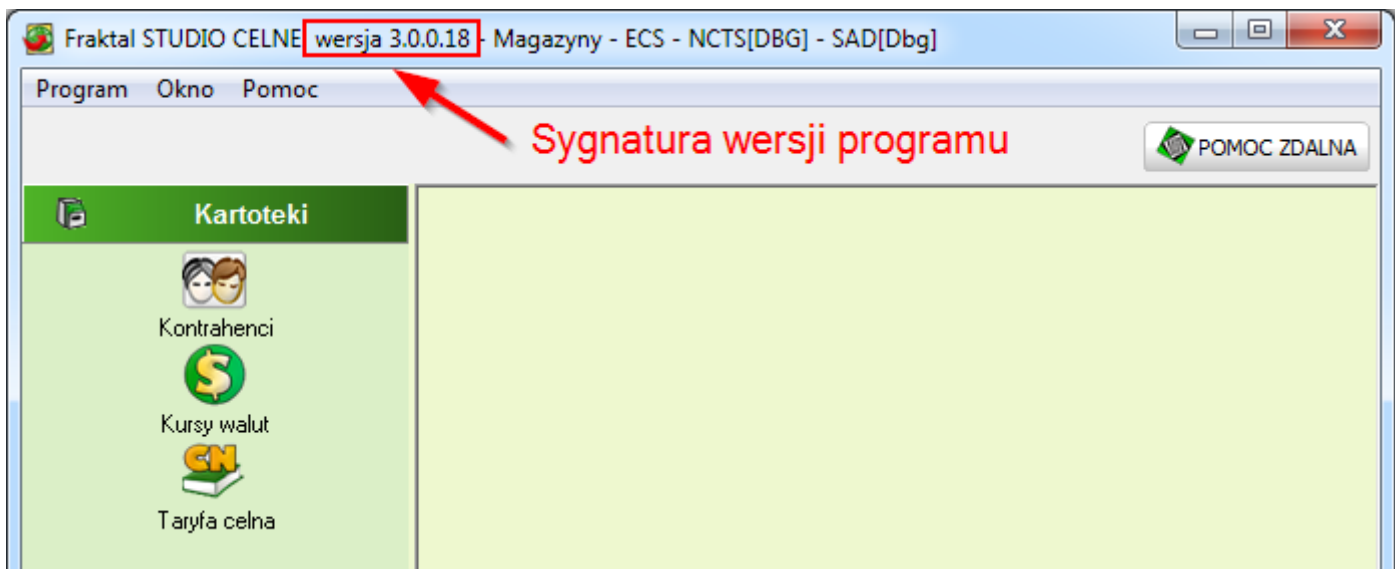 Fraktal STUDIO CELNE wersja 3.0.0.18 - Magazyny - ECS - NCTS[DBG] - SAD[Dbg]
Program Okno Pomoc
Sygnatura wersji programu
POMOC ZDALNA
Kartoteki
Kontrahenci
Kursy walut
CN
Taryfa celna